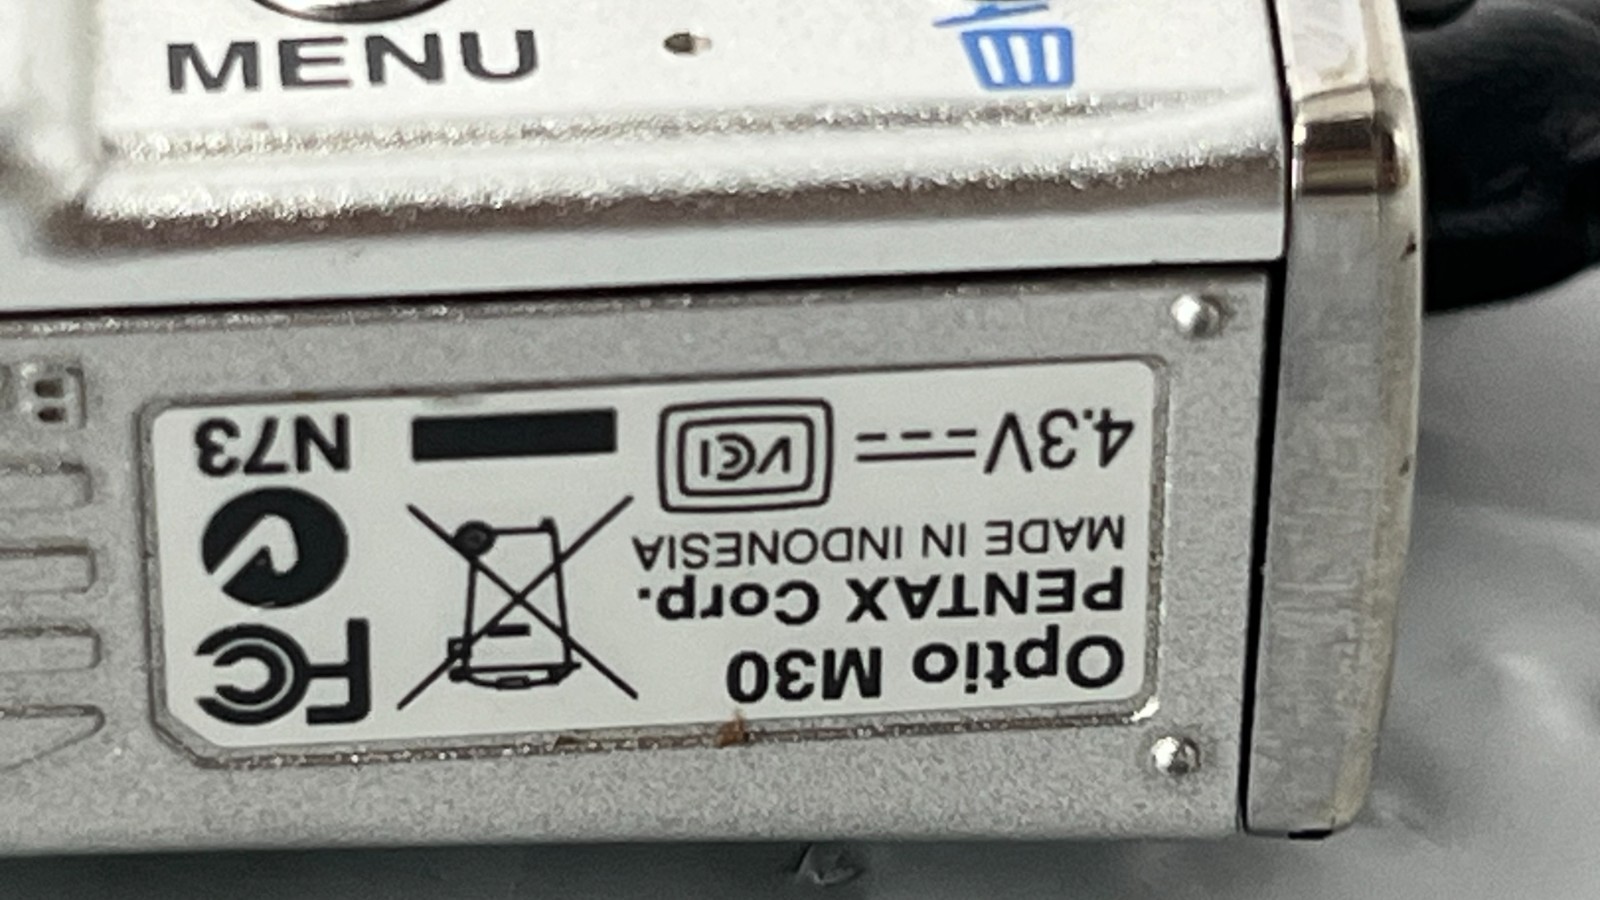 MENU
Optio M30
PENTAX Corp.
MADE IN INDONESIA
4.3V
VCI
FC
N73